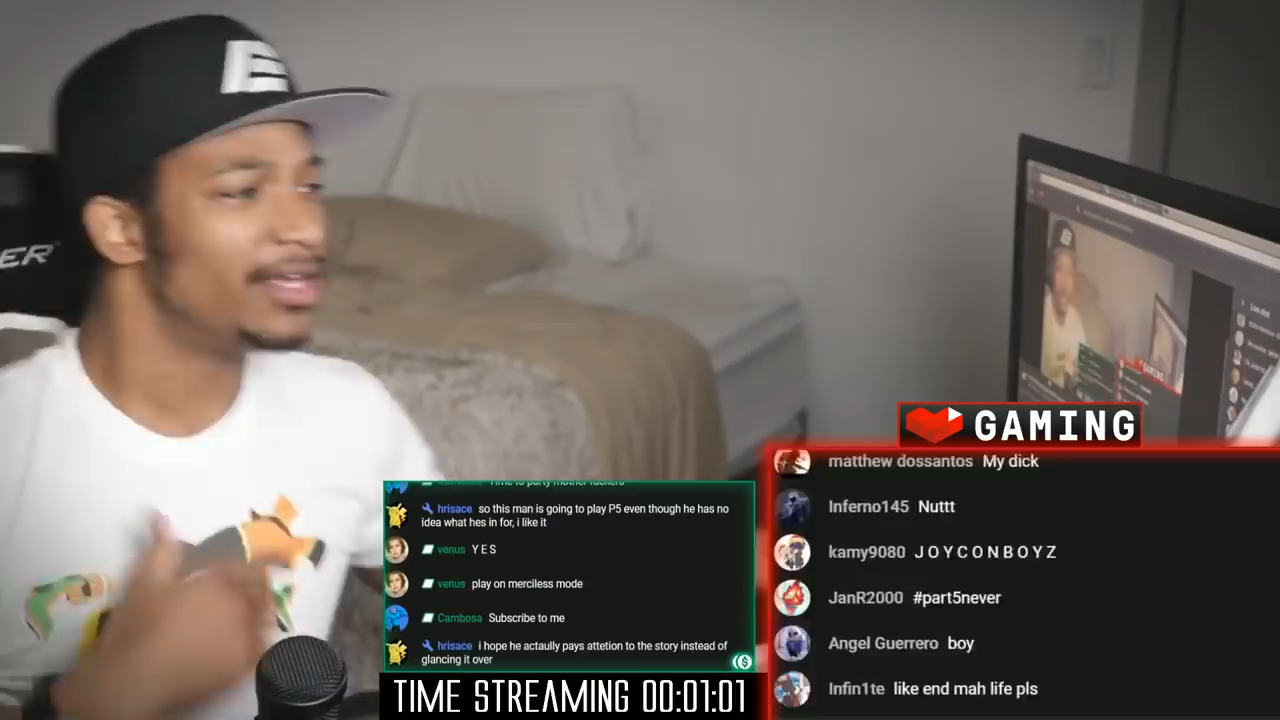 E
ER
GAMING
matthew dossantos My dick
Inferno145 Nuttt
kamy9080 J O Y C O N B O Y Z
JanR2000 #part5never
Angel Guerrero boy
Infin1te like end mah life pls
hrisace so this man is going to play P5 even though he has no
idea what hes in for, i like it
venus Y E S
venus play on merciless mode
Cambosa Subscribe to me
hrisace i hope he actaully pays attetion to the story instead of
glancing it over
TIME STREAMING 00:01:01